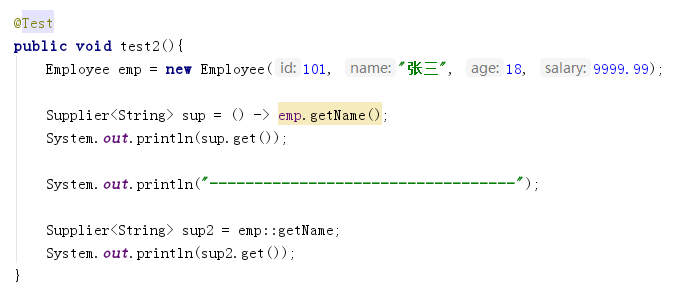 @Test
public void test2(){
    Employee emp = new Employee( id: 101,  name: "张三",  age: 18,  salary: 9999.99);
    Supplier<String> sup = () -> emp.getName();
    System.out.println(sup.get());
    System.out.println("----------------------------------");
    Supplier<String> sup2 = emp::getName;
    System.out.println(sup2.get());
}